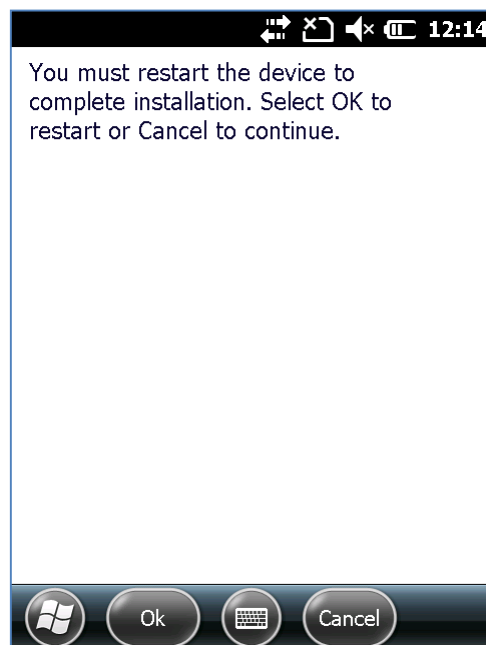 12:14
You must restart the device to
complete installation. Select OK to
restart or Cancel to continue.
Ok
Cancel